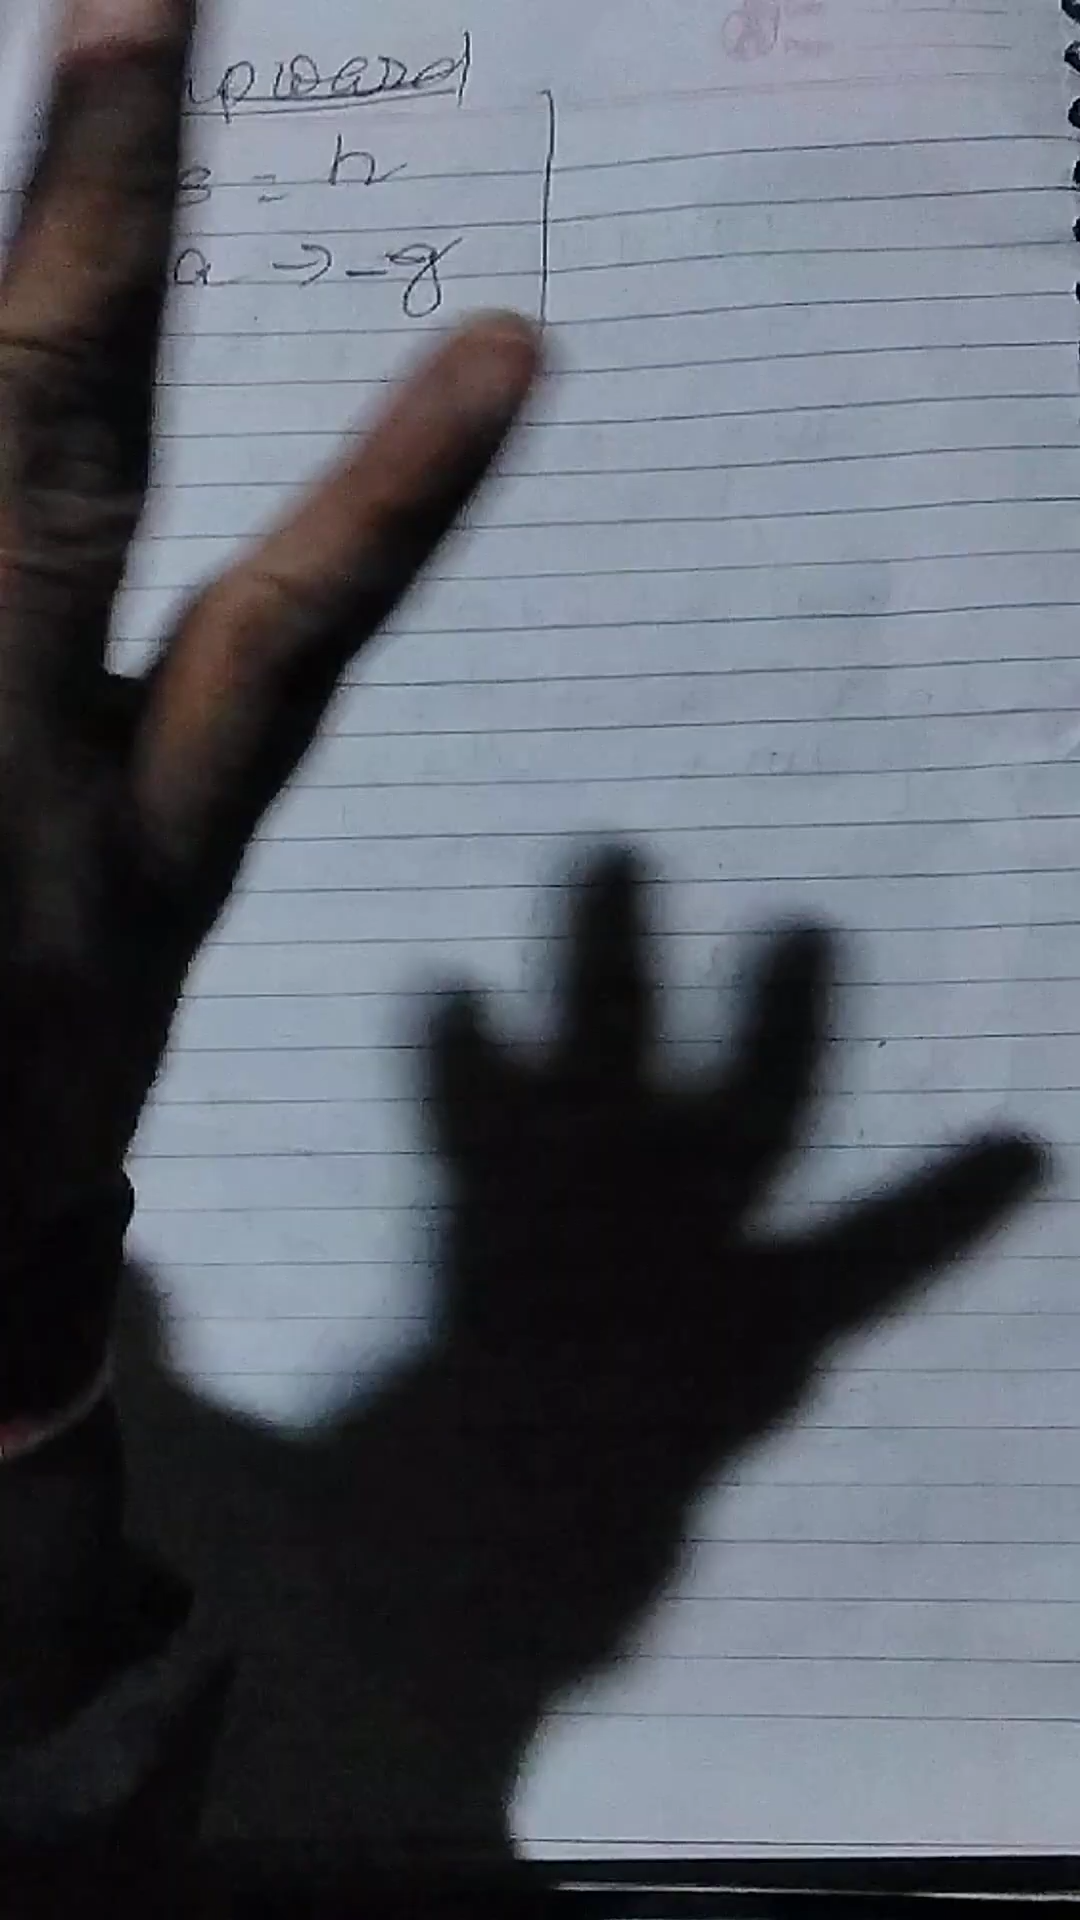 upward
s = h
a → -g